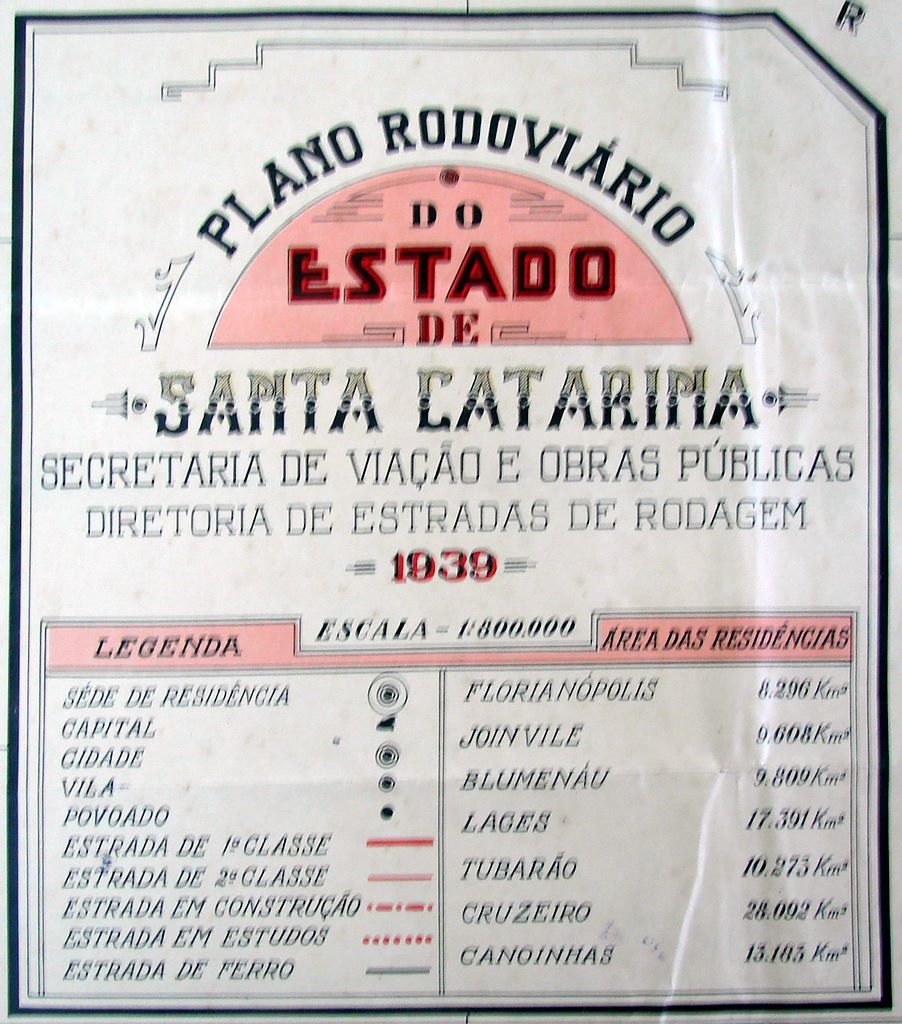 R
PLANO RODOVIÁRIO
DO
ESTADO
DE
SANTA CATARINA
SECRETARIA DE VIAÇÃO E OBRAS PÚBLICAS
DIRETORIA DE ESTRADAS DE RODAGEM
1939
ESCALA = 1:800.000
LEGENDA
SÉDE DE RESIDÊNCIA
CAPITAL
CIDADE
VILA
POVOADO
ESTRADA DE 1ª CLASSE
ESTRADA DE 2ª CLASSE
ESTRADA EM CONSTRUÇÃO
ESTRADA EM ESTUDOS
ESTRADA DE FERRO
ÁREA DAS RESIDÊNCIAS
FLORIANÓPOLIS 8.296 Km²
JOINVILE 9.608 Km²
BLUMENÁU 9.809 Km²
LAGES 17.391 Km²
TUBARÃO 10.273 Km²
CRUZEIRO 28.092 Km²
CANOINHAS Km²